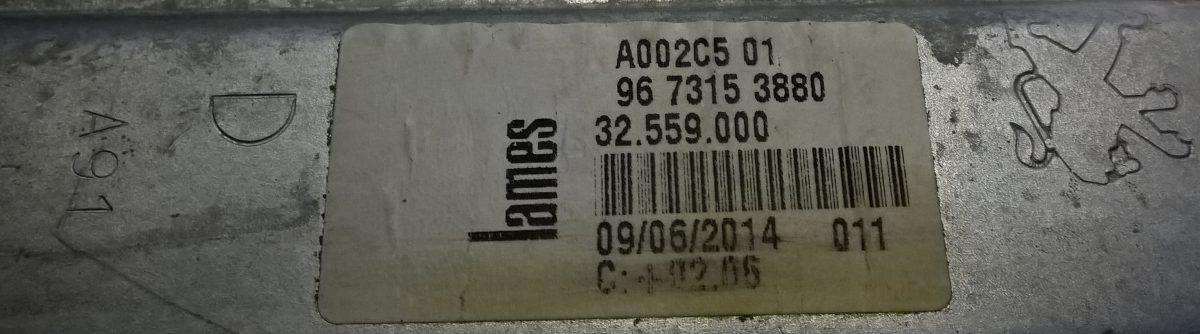 A91
D
lames
A002C5 01
96 7315 3880
32.559.000
09/06/2014 011